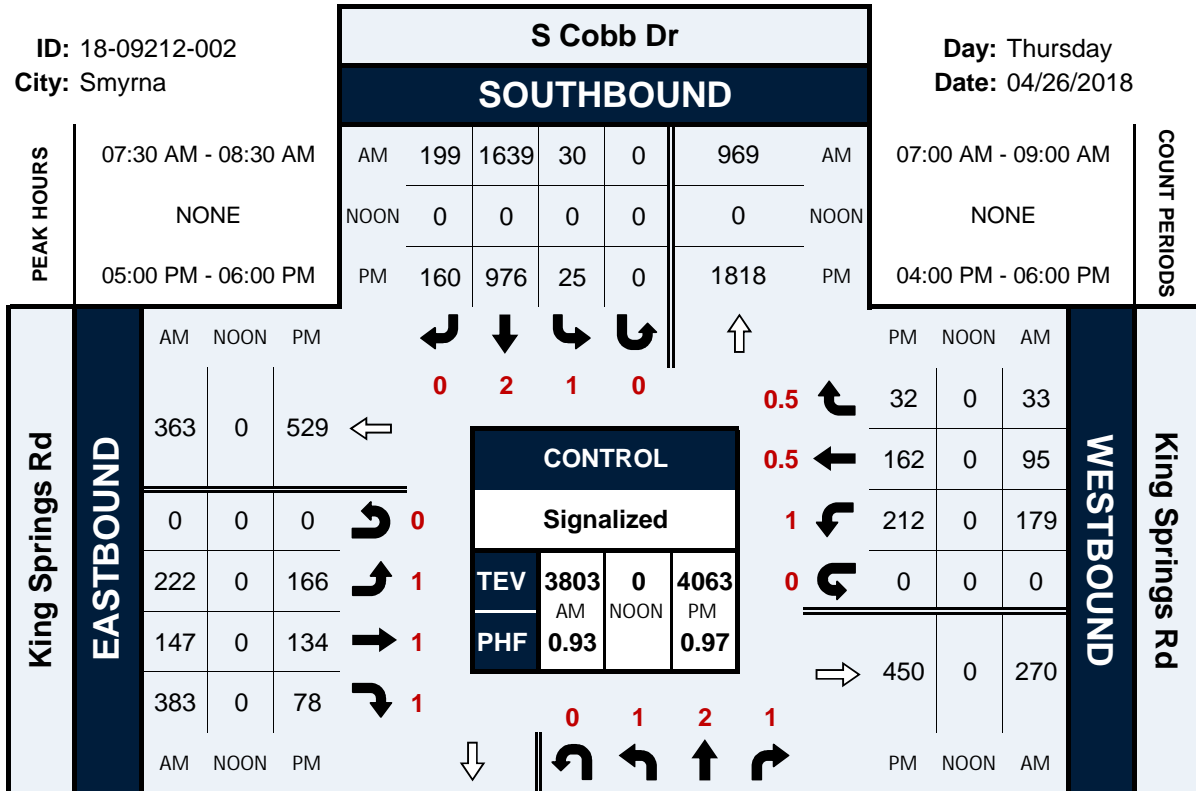 ID: 18-09212-002
City: Smyrna
S Cobb Dr
SOUTHBOUND
Day: Thursday
Date: 04/26/2018
PEAK HOURS
07:30 AM - 08:30 AM
NONE
05:00 PM - 06:00 PM
AM 199 1639 30 0 969 AM
NOON 0 0 0 0 0 NOON
PM 160 976 25 0 1818 PM
07:00 AM - 09:00 AM
NONE
04:00 PM - 06:00 PM
COUNT PERIODS
0 2 1 0
King Springs Rd
EASTBOUND
AM NOON PM
363 0 529
0 0 0 0
222 0 166 1
147 0 134 1
383 0 78 1
AM NOON PM
CONTROL
Signalized
TEV 3803 0 4063
AM NOON PM
PHF 0.93 0.97
PM NOON AM
0.5 32 0 33
0.5 162 0 95
1 212 0 179
0 0 0 0
450 0 270
PM NOON AM
WESTBOUND
King Springs Rd
0 1 2 1